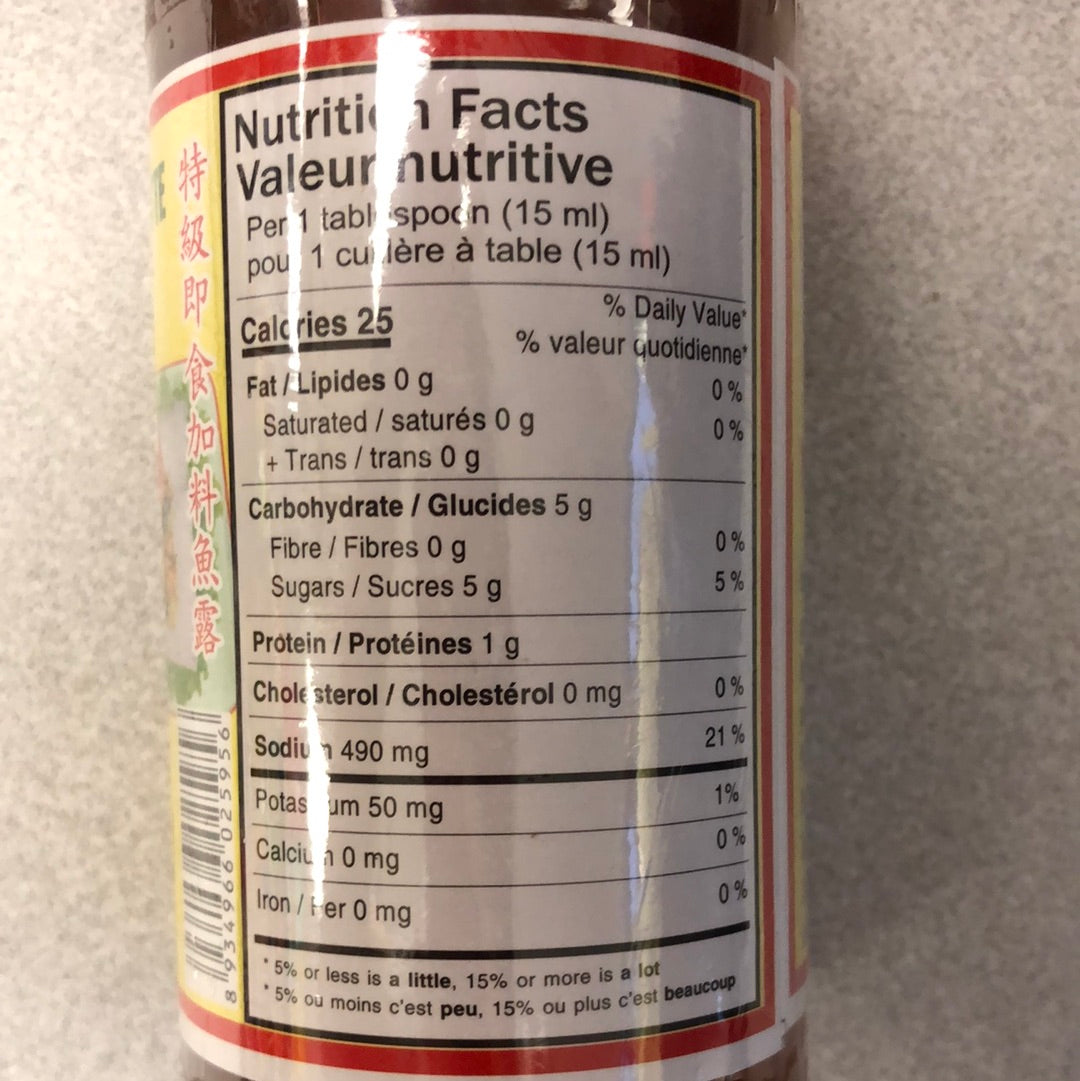 Nutrition Facts
Valeur nutritive
Per 1 tablespoon (15 ml)
pour 1 cuillère à table (15 ml)
Calories 25
% Daily Value*
% valeur quotidienne*
Fat / Lipides 0 g 0 %
Saturated / saturés 0 g 0 %
+ Trans / trans 0 g
Carbohydrate / Glucides 5 g
Fibre / Fibres 0 g 0 %
Sugars / Sucres 5 g 5 %
Protein / Protéines 1 g
Cholesterol / Cholestérol 0 mg 0 %
Sodium 490 mg 21 %
Potassium 50 mg 1%
Calcium 0 mg 0 %
Iron / Fer 0 mg 0 %
* 5% or less is a little, 15% or more is a lot
* 5% ou moins c'est peu, 15% ou plus c'est beaucoup
特級即食加料魚露
8 934966 025956